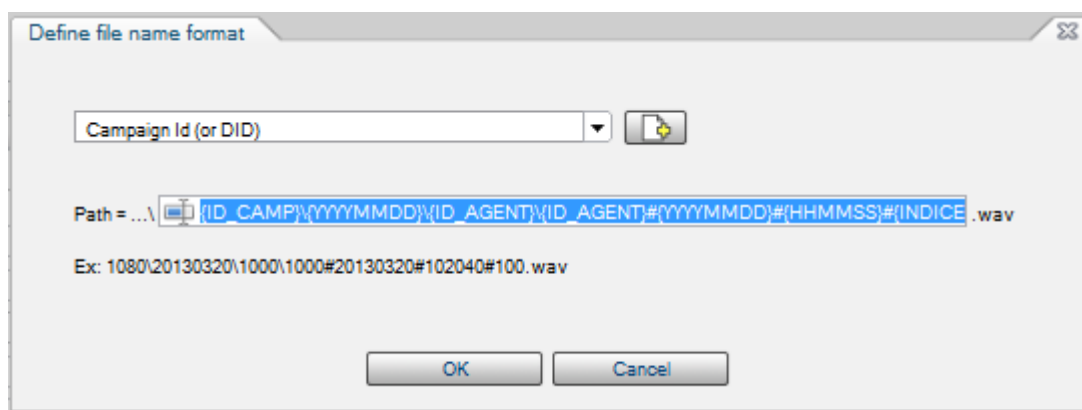 Define file name format
Campaign Id (or DID)
Path = ...\ {ID_CAMP}\{YYYYMMDD}\{ID_AGENT}\{ID_AGENT}#{YYYYMMDD}#{HHMMSS}#{INDICE .wav
Ex: 1080\20130320\1000\1000#20130320#102040#100.wav
OK Cancel